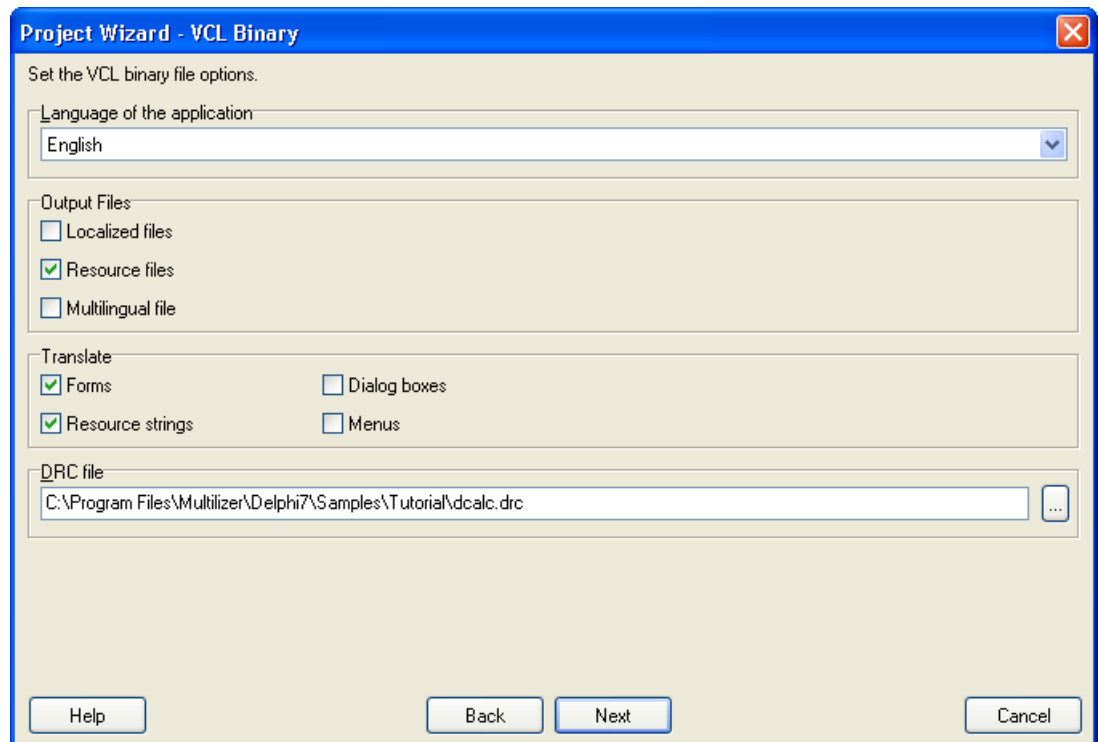 Project Wizard - VCL Binary
Set the VCL binary file options.
Language of the application
English
Output Files
Localized files
Resource files
Multilingual file
Translate
Forms
Dialog boxes
Resource strings
Menus
DRC file
C:\Program Files\Multilizer\Delphi7\Samples\Tutorial\dcalc.drc
...
Help
Back
Next
Cancel